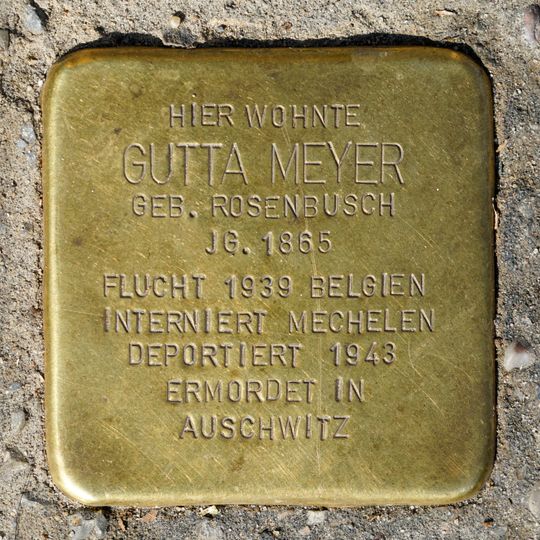 HIER WOHNTE
GUTTA MEYER
GEB. ROSENBUSCH
JG. 1865
FLUCHT 1939 BELGIEN
INTERNIERT MECHELEN
DEPORTIERT 1943
ERMORDET IN
AUSCHWITZ